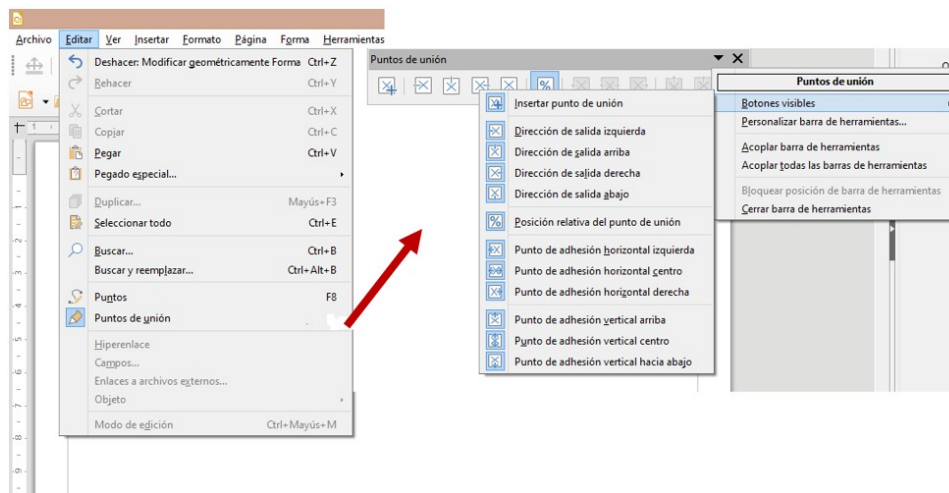 Archivo Editar Ver Insertar Formato Página Forma Herramientas
Deshacer: Modificar geométricamente Forma Ctrl+Z
Rehacer Ctrl+Y
Cortar Ctrl+X
Copiar Ctrl+C
Pegar Ctrl+V
Pegado especial...
Duplicar... Mayús+F3
Seleccionar todo Ctrl+E
Buscar... Ctrl+B
Buscar y reemplazar... Ctrl+Alt+B
Puntos F8
Puntos de unión
Hiperenlace
Campos...
Enlaces a archivos externos...
Objeto
Modo de edición Ctrl+Mayús+M
Puntos de unión
Insertar punto de unión
Dirección de salida izquierda
Dirección de salida arriba
Dirección de salida derecha
Dirección de salida abajo
Posición relativa del punto de unión
Punto de adhesión horizontal izquierda
Punto de adhesión horizontal centro
Punto de adhesión horizontal derecha
Punto de adhesión vertical arriba
Punto de adhesión vertical centro
Punto de adhesión vertical hacia abajo
Puntos de unión
Botones visibles
Personalizar barra de herramientas...
Acoplar barra de herramientas
Acoplar todas las barras de herramientas
Bloquear posición de barra de herramientas
Cerrar barra de herramientas